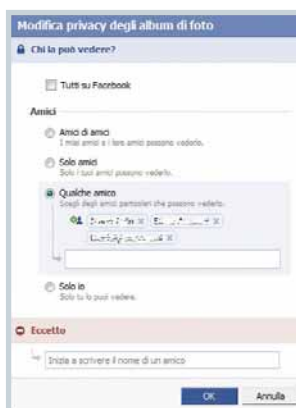 Modifica privacy degli album di foto
Chi la può vedere?
Tutti su Facebook
Amici
Amici di amici
I miei amici e i loro amici possono vederlo.
Solo amici
Solo i tuoi amici possono vederlo.
Qualche amico
Scegli degli amici particolari che possono vederlo.
Solo io
Solo tu lo puoi vedere.
Eccetto
Inizia a scrivere il nome di un amico
OK Annulla